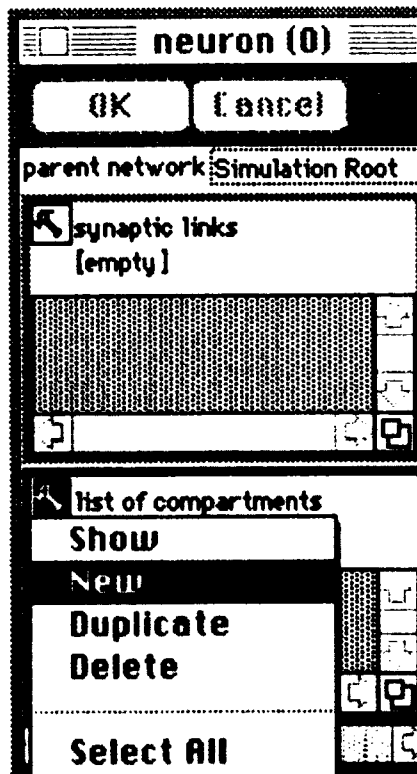 neuron (0)
OK Cancel
parent network: Simulation Root
synaptic links
[empty]
list of compartments
Show
New
Duplicate
Delete
Select All